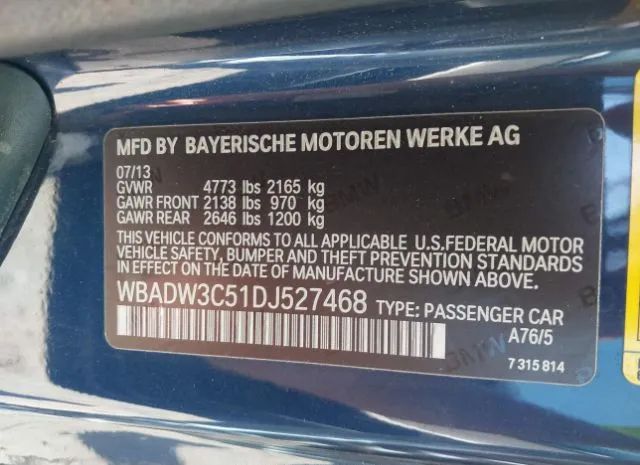 MFD BY BAYERISCHE MOTOREN WERKE AG
07/13
GVWR 4773 lbs 2165 kg
GAWR FRONT 2138 lbs 970 kg
GAWR REAR 2646 lbs 1200 kg
THIS VEHICLE CONFORMS TO ALL APPLICABLE U.S.FEDERAL MOTOR
VEHICLE SAFETY, BUMPER AND THEFT PREVENTION STANDARDS
IN EFFECT ON THE DATE OF MANUFACTURE SHOWN ABOVE.
WBADW3C51DJ527468 TYPE: PASSENGER CAR
A76/5
7 315 814